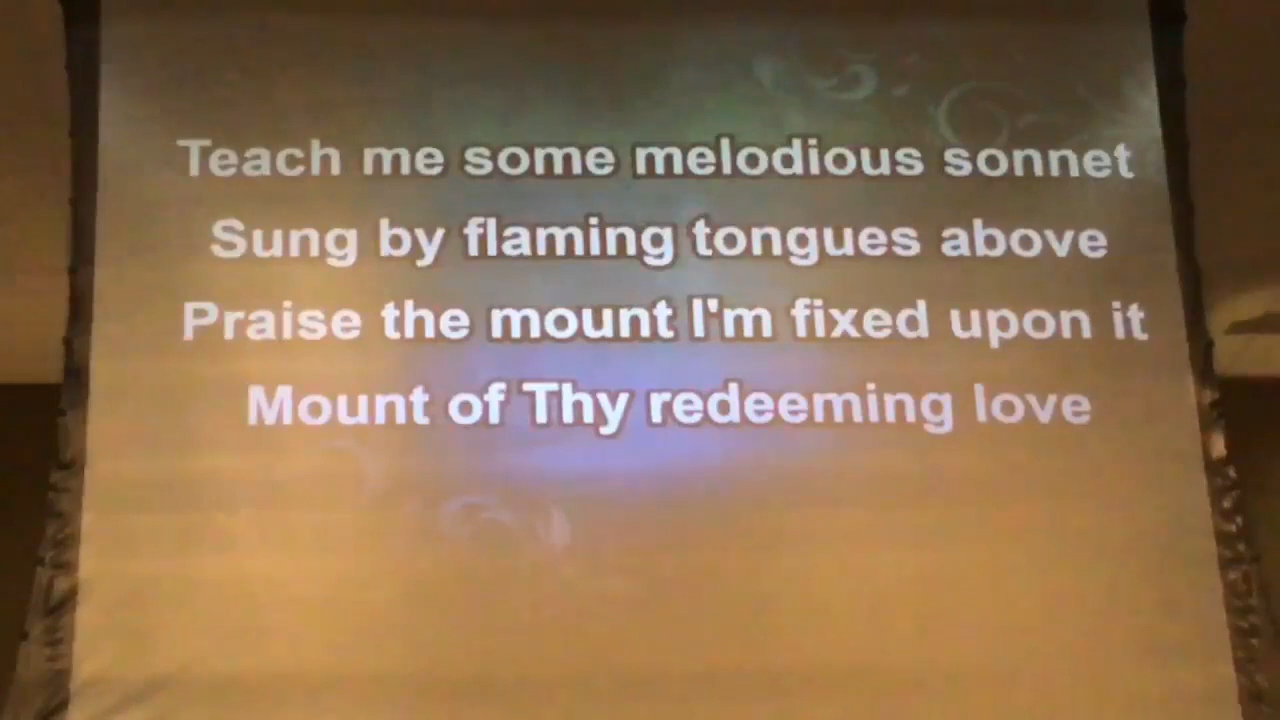 Teach me some melodious sonnet
Sung by flaming tongues above
Praise the mount I'm fixed upon it
Mount of Thy redeeming love